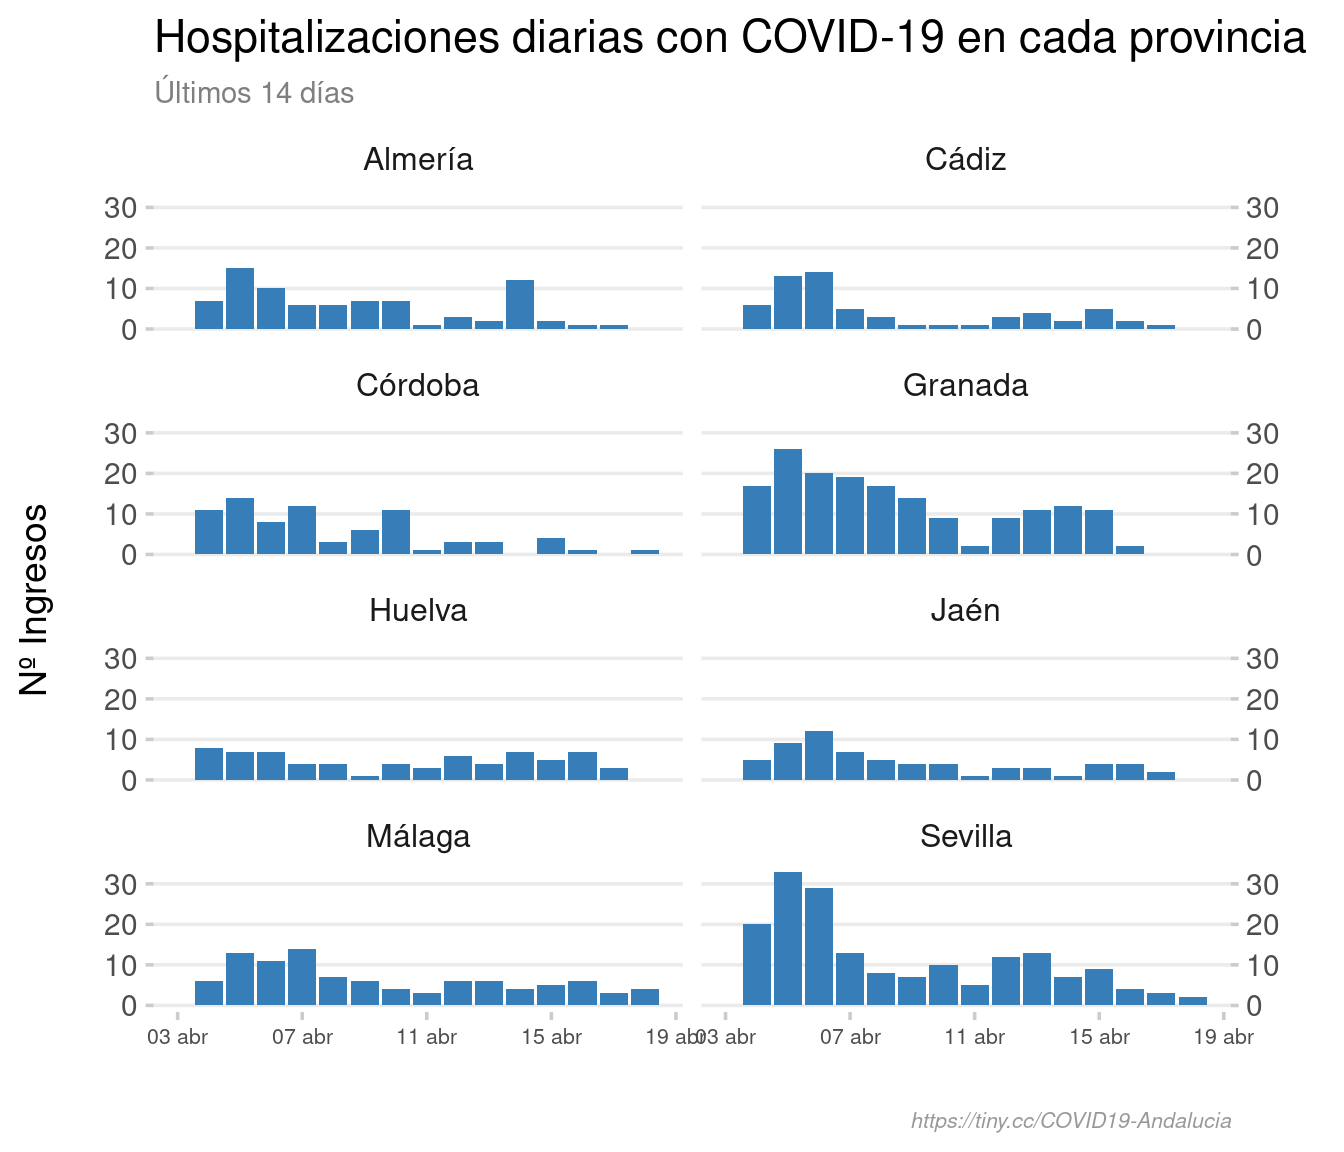 Hospitalizaciones diarias con COVID-19 en cada provincia
Últimos 14 días
Nº Ingresos
Almería
Cádiz
30
20
10
0
30
20
10
0
Córdoba
Granada
30
20
10
0
30
20
10
0
Huelva
Jaén
30
20
10
0
30
20
10
0
Málaga
Sevilla
30
20
10
0
30
20
10
0
03 abr 07 abr 11 abr 15 abr 19 abr
03 abr 07 abr 11 abr 15 abr 19 abr
https://tiny.cc/COVID19-Andalucia